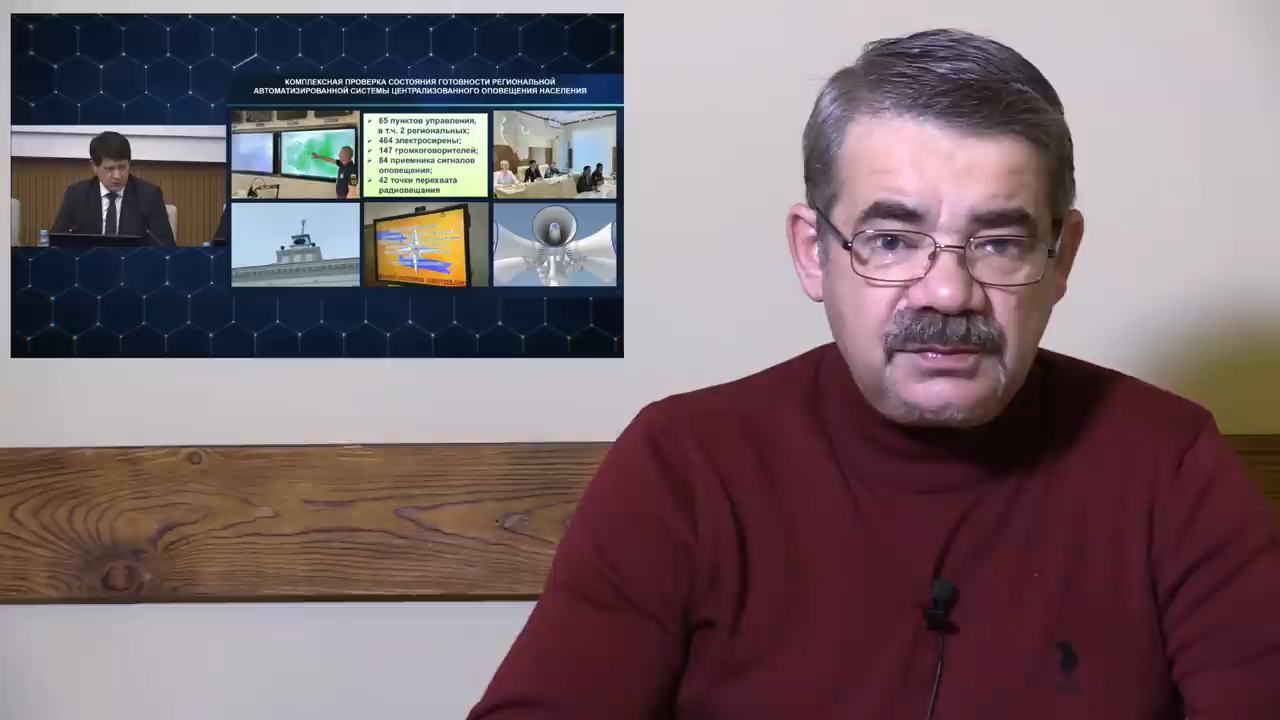 КОМПЛЕКСНАЯ ПРОВЕРКА СОСТОЯНИЯ ГОТОВНОСТИ РЕГИОНАЛЬНОЙ
АВТОМАТИЗИРОВАННОЙ СИСТЕМЫ ЦЕНТРАЛИЗОВАННОГО ОПОВЕЩЕНИЯ НАСЕЛЕНИЯ
➢ 65 пунктов управления,
в т.ч. 2 региональных;
➢ 464 электросирены;
➢ 147 громкоговорителей;
➢ 84 приемника сигналов
оповещения;
➢ 42 точки перехвата
радиовещания